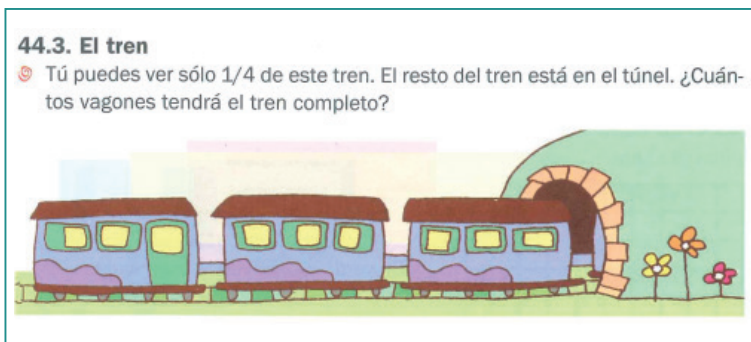 44.3. El tren
Tú puedes ver sólo 1/4 de este tren. El resto del tren está en el túnel. ¿Cuán-
tos vagones tendrá el tren completo?